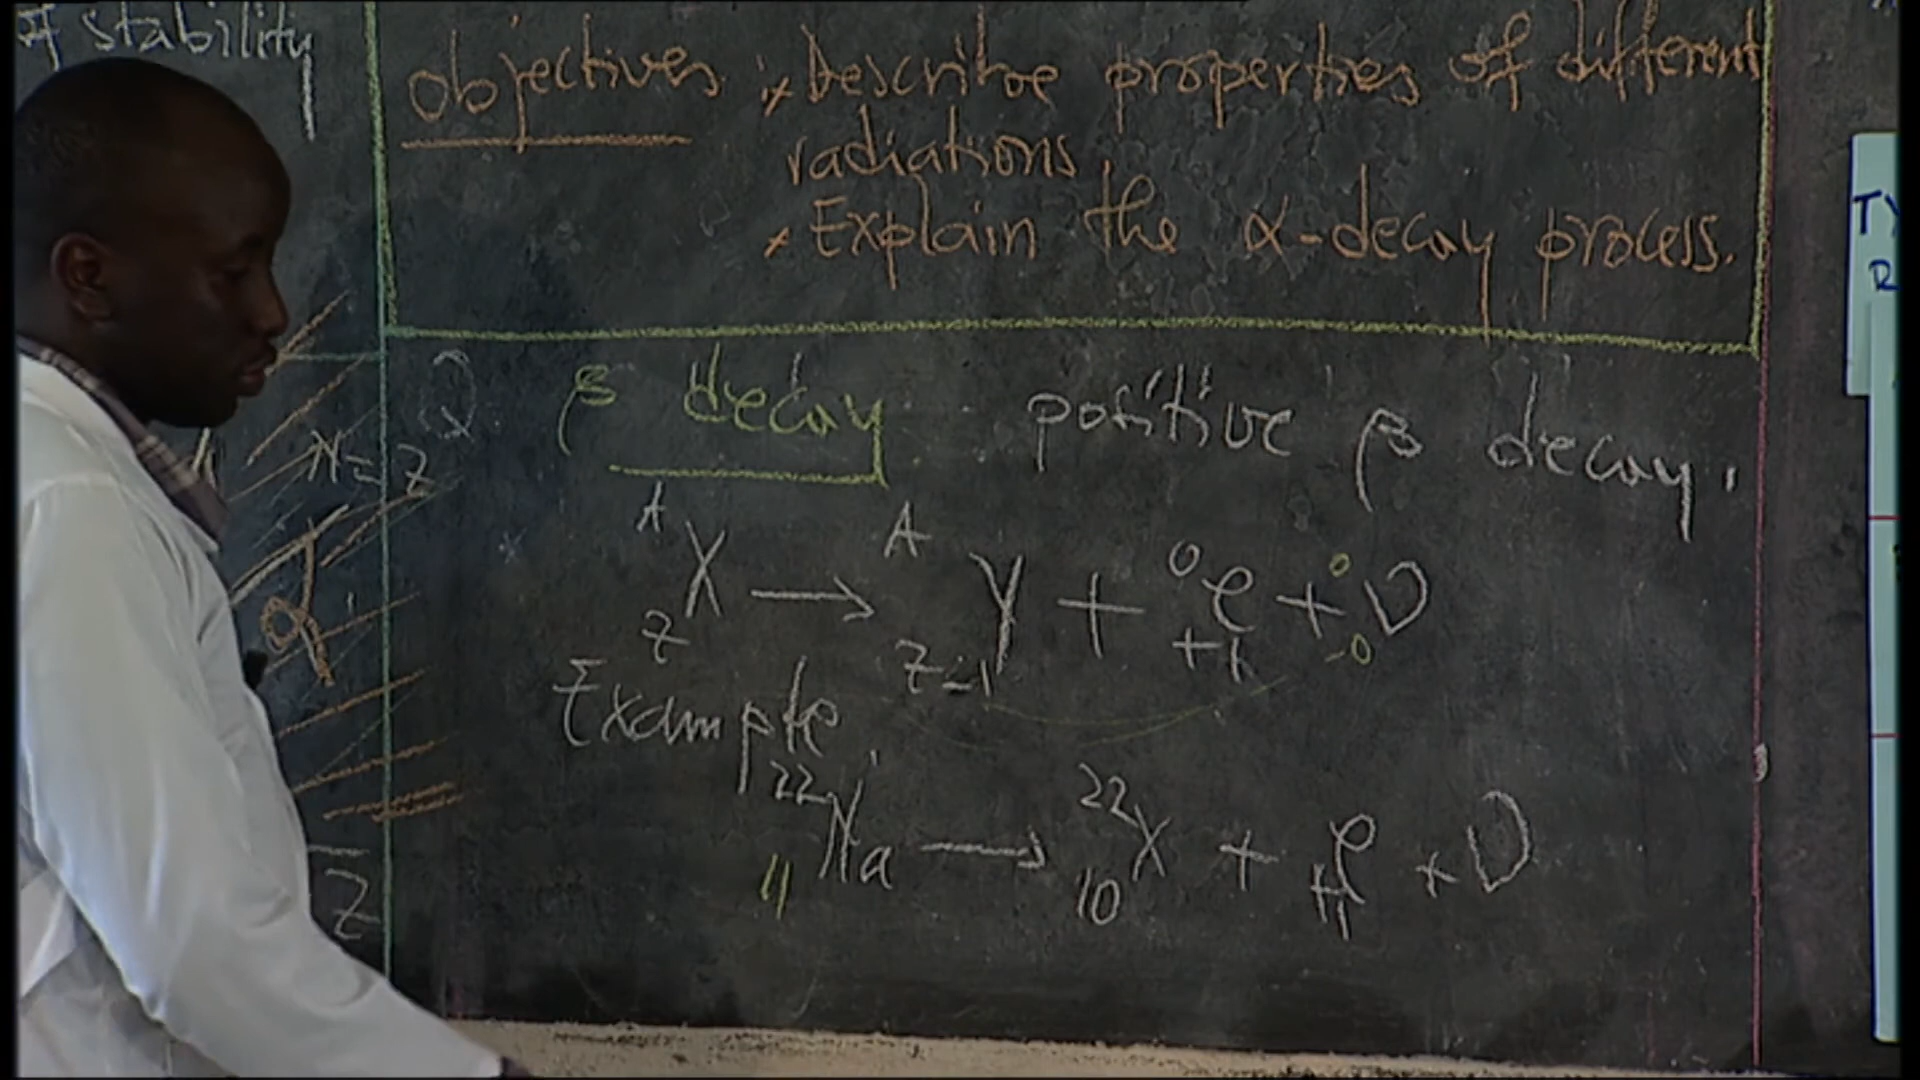 of stability
Objectives : * Describe properties of different
radiations.
* Explain the α-decay process.
N=Z
α
Z
β decay positive β decay.
A X Z → A Y Z-1 + 0 e +1 + 0 ν 0
Example
22 Na 11 → 22 X 10 + e +1 + ν
TY
R